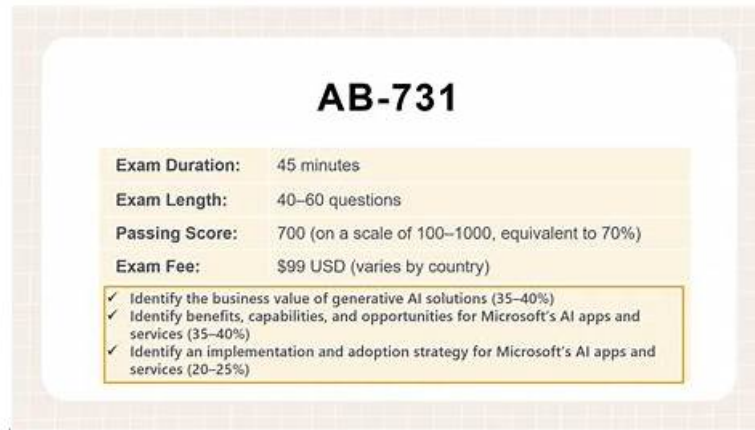 AB-731
Exam Duration: 45 minutes
Exam Length: 40–60 questions
Passing Score: 700 (on a scale of 100–1000, equivalent to 70%)
Exam Fee: $99 USD (varies by country)
✓ Identify the business value of generative AI solutions (35–40%)
✓ Identify benefits, capabilities, and opportunities for Microsoft's AI apps and
services (35–40%)
✓ Identify an implementation and adoption strategy for Microsoft's AI apps and
services (20–25%)